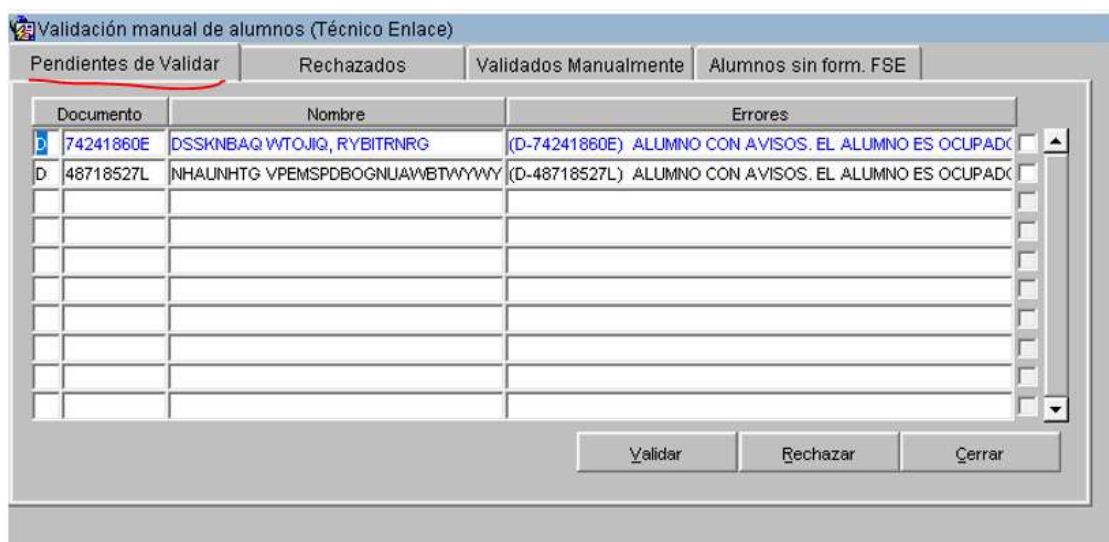 Validación manual de alumnos (Técnico Enlace)
Pendientes de Validar Rechazados Validados Manualmente Alumnos sin form. FSE
Documento Nombre Errores
D 74241860E DSSKNBAQ WTOJIQ, RYBITRNRG (D-74241860E) ALUMNO CON AVISOS. EL ALUMNO ES OCUPADO
D 48718527L NHAUNHTG VPEMSPDBOGNUAWBTWYWY (D-48718527L) ALUMNO CON AVISOS. EL ALUMNO ES OCUPADO
Validar Rechazar Cerrar